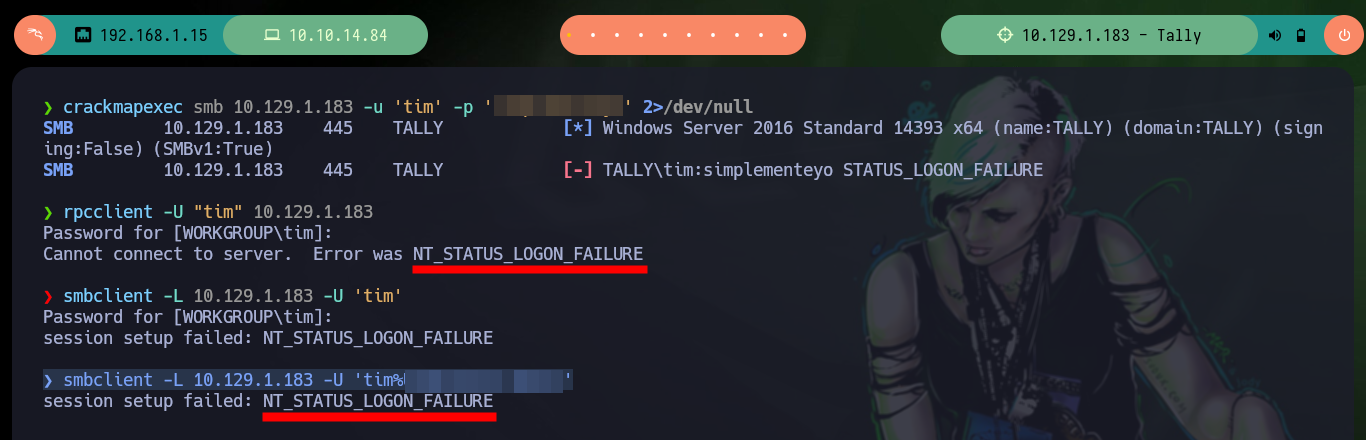 192.168.1.15 10.10.14.84 10.129.1.183 - Tally
❯ crackmapexec smb 10.129.1.183 -u 'tim' -p '' 2>/dev/null
SMB 10.129.1.183 445 TALLY [*] Windows Server 2016 Standard 14393 x64 (name:TALLY) (domain:TALLY) (sign
ing:False) (SMBv1:True)
SMB 10.129.1.183 445 TALLY [-] TALLY\tim:simplementeyo STATUS_LOGON_FAILURE
❯ rpcclient -U "tim" 10.129.1.183
Password for [WORKGROUP\tim]:
Cannot connect to server.  Error was NT_STATUS_LOGON_FAILURE
❯ smbclient -L 10.129.1.183 -U 'tim'
Password for [WORKGROUP\tim]:
session setup failed: NT_STATUS_LOGON_FAILURE
❯ smbclient -L 10.129.1.183 -U 'tim%'
session setup failed: NT_STATUS_LOGON_FAILURE